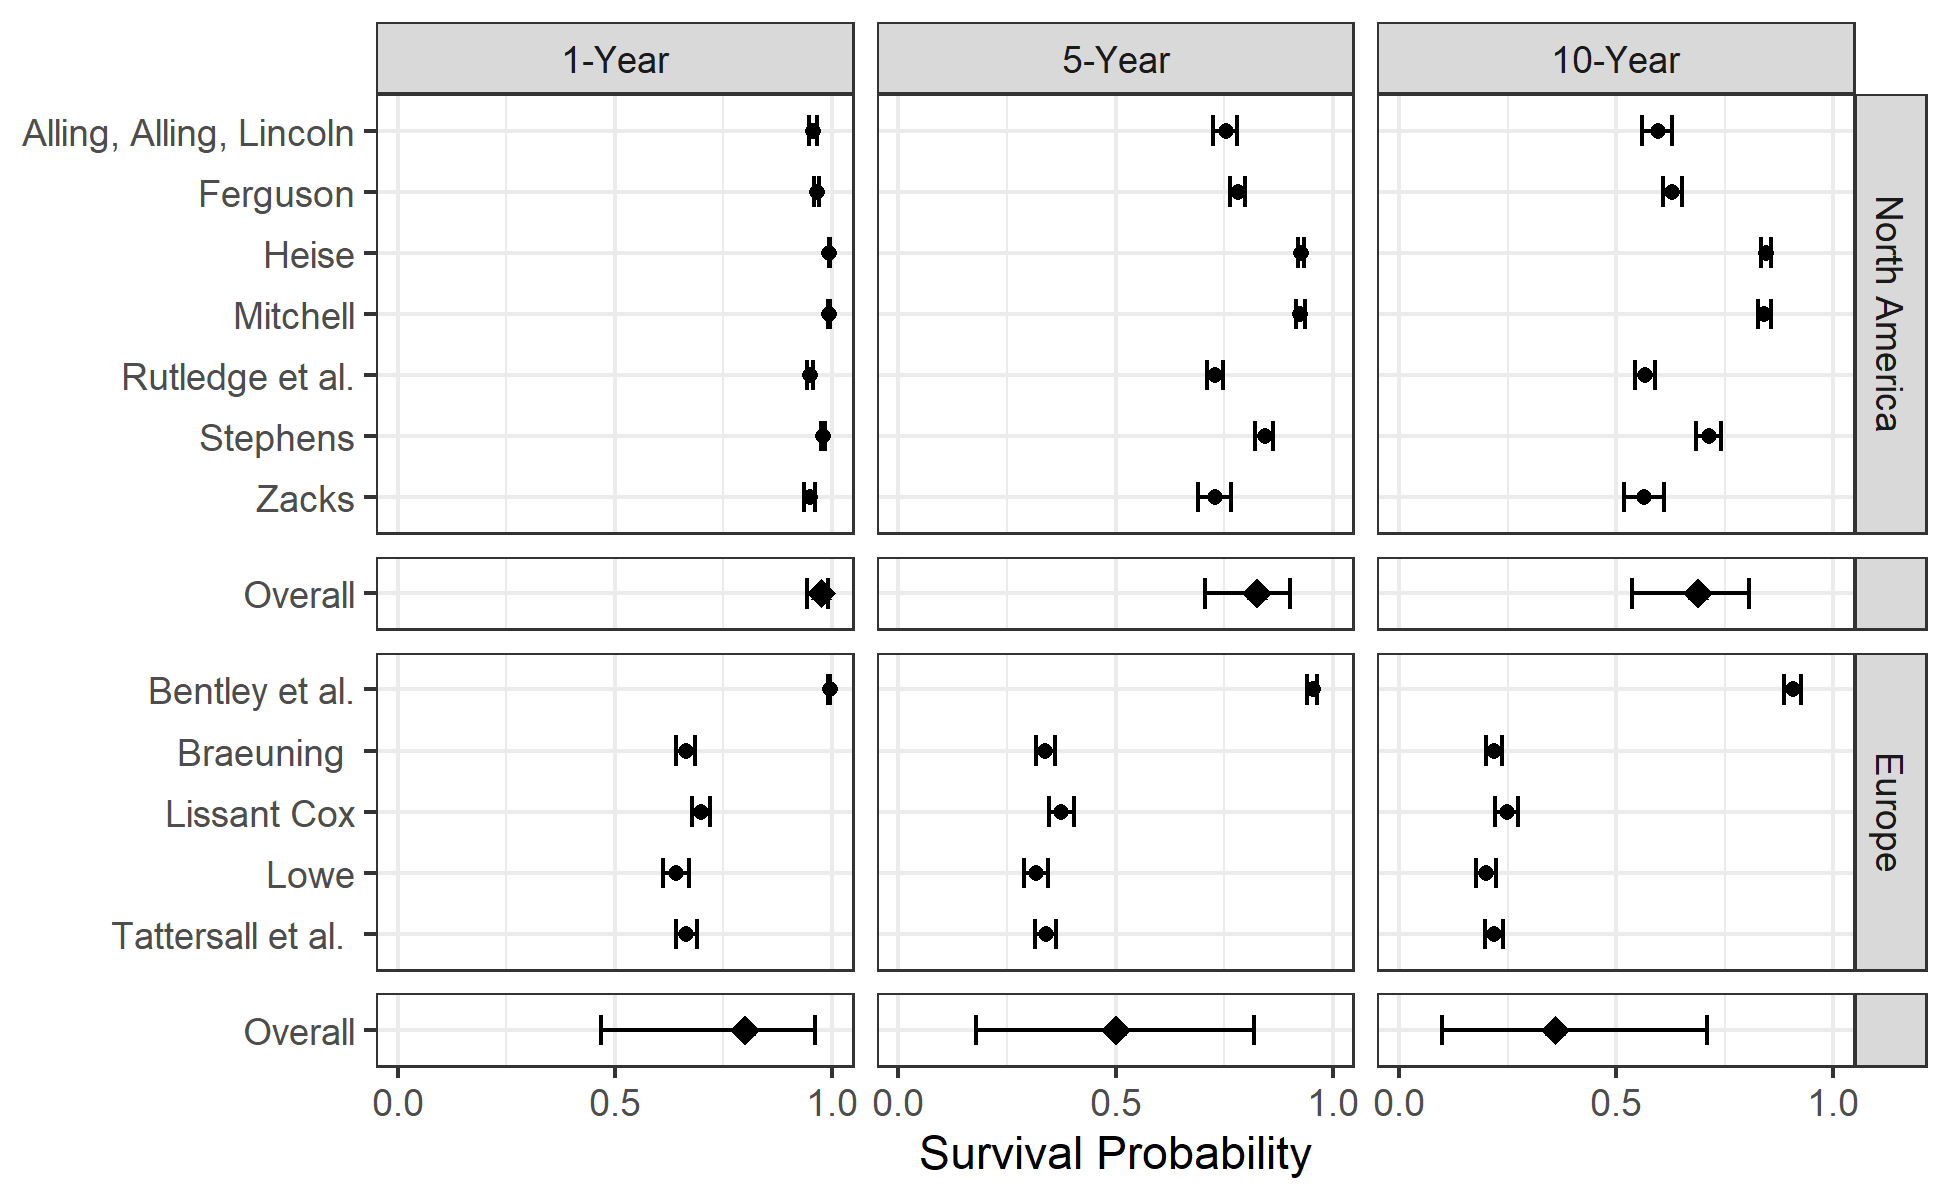 1-Year 5-Year 10-Year
Alling, Alling, Lincoln
Ferguson
Heise
Mitchell
Rutledge et al.
Stephens
Zacks
North America
Overall
Bentley et al.
Braeuning
Lissant Cox
Lowe
Tattersall et al.
Europe
Overall
0.0 0.5 1.0 0.0 0.5 1.0 0.0 0.5 1.0
Survival Probability